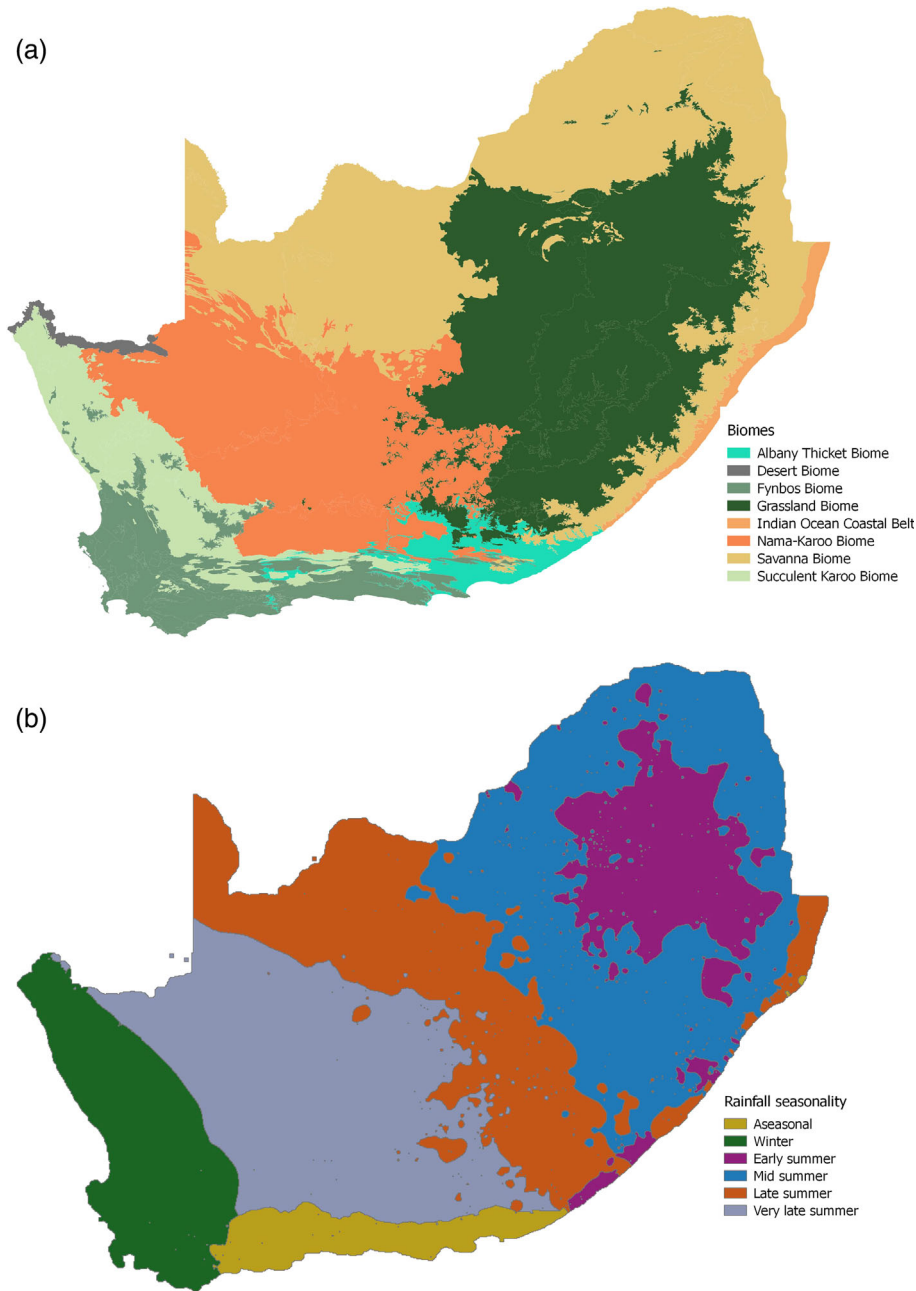 (a)
Biomes
Albany Thicket Biome
Desert Biome
Fynbos Biome
Grassland Biome
Indian Ocean Coastal Belt
Nama-Karoo Biome
Savanna Biome
Succulent Karoo Biome
(b)
Rainfall seasonality
Aseasonal
Winter
Early summer
Mid summer
Late summer
Very late summer